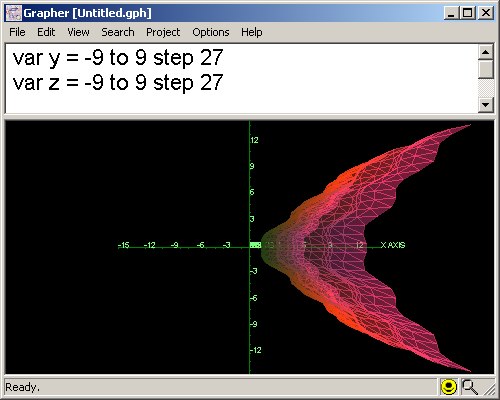 Grapher [Untitled.gph]
File Edit View Search Project Options Help
var y = -9 to 9 step 27
var z = -9 to 9 step 27
12
9
6
3
-15 -12 -9 -6 -3 6 9 12 X AXIS
-3
-6
-9
-12
Ready.